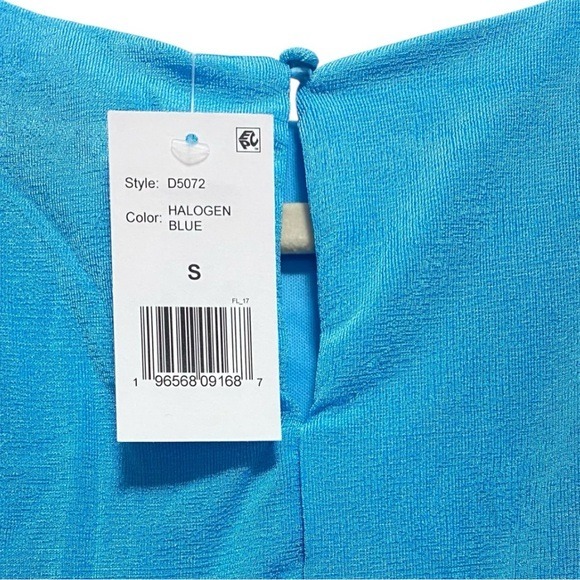 Style: D5072
Color: HALOGEN
BLUE
S
FL_17
1 96568 09168 7